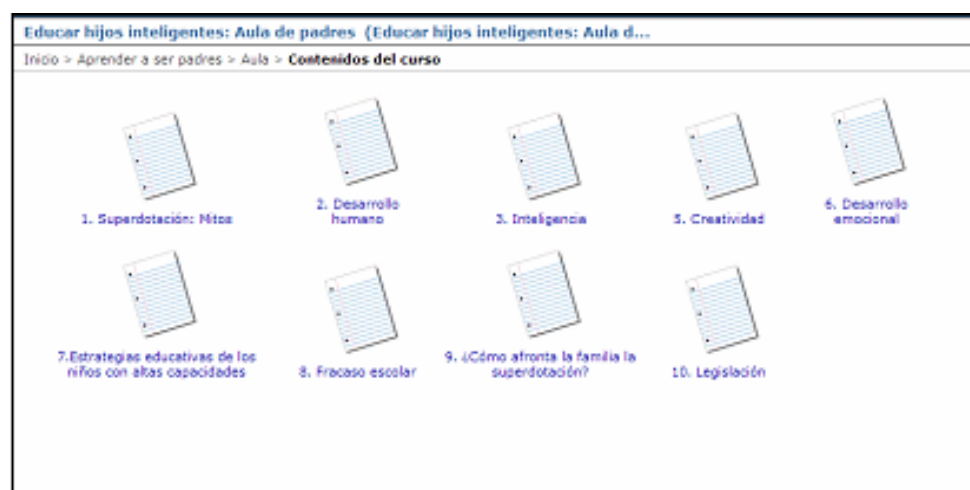 Educar hijos inteligentes: Aula de padres (Educar hijos inteligentes: Aula d...
Inicio > Aprender a ser padres > Aula > Contenidos del curso
1. Superdotación: Mitos
2. Desarrollo
humano
3. Inteligencia
5. Creatividad
6. Desarrollo
emocional
7.Estrategias educativas de los
niños con altas capacidades
8. Fracaso escolar
9. ¿Cómo afronta la familia la
superdotación?
10. Legislación